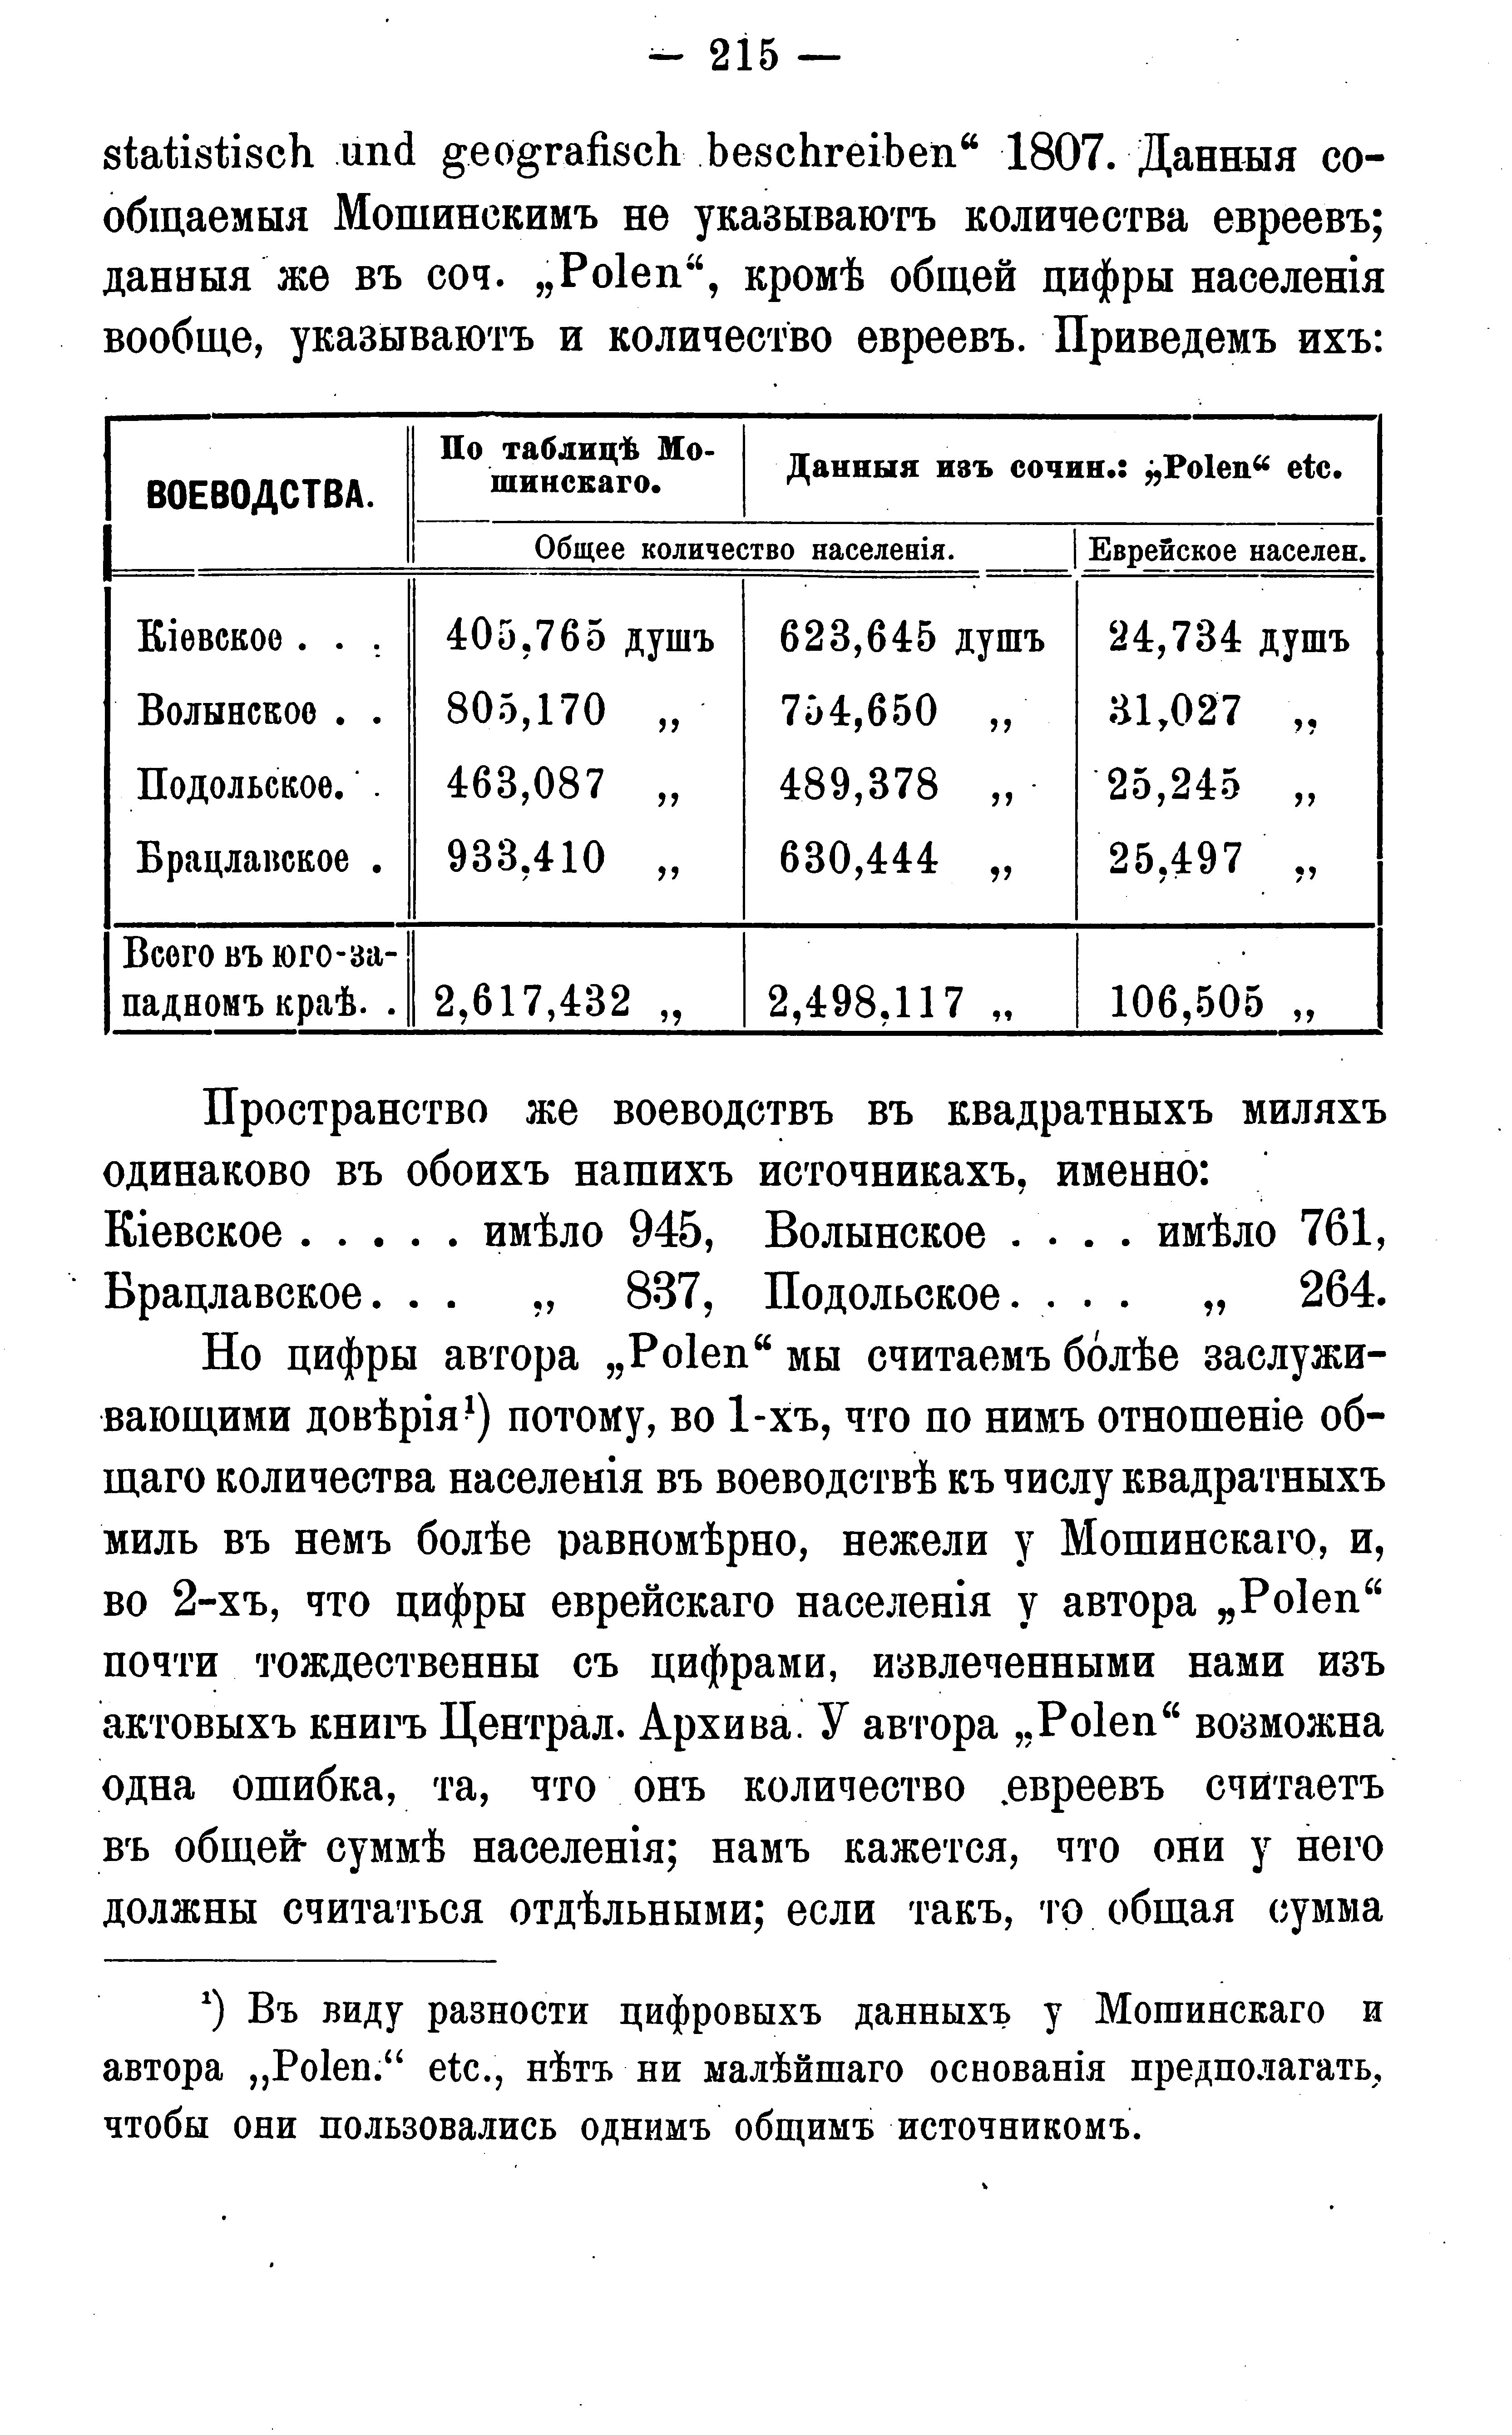 — 215 —
statistisch und geografisch beschreiben“ 1807. Данныя со-
общаемыя Мошинскимъ не указываютъ количества евреевъ;
данныя же въ соч. „Polen“, кромѣ общей цифры населенія
вообще, указываютъ и количество евреевъ. Приведемъ ихъ:
ВОЕВОДСТВА.
По таблицѣ Мо-
шинскаго.
Данныя изъ сочин.: „Polen“ etc.
Общее количество населенія.
Еврейское населен.
Кіевское . . . 405,765 душъ 623,645 душъ 24,734 душъ
Волынское . . 805,170 „ 754,650 „ 31,027 „
Подольское. . 463,087 „ 489,378 „ 25,245 „
Брацлавское . 933,410 „ 630,444 „ 25,497 „
Всего въ юго-за-
падномъ краѣ. . 2,617,432 „ 2,498,117 „ 106,505 „
Пространство же воеводствъ въ квадратныхъ миляхъ
одинаково въ обоихъ нашихъ источникахъ, именно:
Кіевское . . . . . имѣло 945, Волынское . . . . имѣло 761,
Брацлавское. . . „ 837, Подольское. . . . „ 264.
Но цифры автора „Polen“ мы считаемъ болѣе заслужи-
вающими довѣрія¹) потому, во 1-хъ, что по нимъ отношеніе об-
щаго количества населенія въ воеводствѣ къ числу квадратныхъ
миль въ немъ болѣе равномѣрно, нежели у Мошинскаго, и,
во 2-хъ, что цифры еврейскаго населенія у автора „Polen“
почти тождественны съ цифрами, извлеченными нами изъ
актовыхъ книгъ Централ. Архива. У автора „Polen“ возможна
одна ошибка, та, что онъ количество евреевъ считаетъ
въ общей суммѣ населенія; намъ кажется, что они у него
должны считаться отдѣльными; если такъ, то общая сумма
¹) Въ виду разности цифровыхъ данныхъ у Мошинскаго и
автора „Polen.“ etc., нѣтъ ни малѣйшаго основанія предполагать,
чтобы они пользовались однимъ общимъ источникомъ.